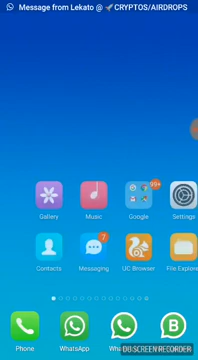 Message from Lekato @ 🚀CRYPTOS/AIRDROPS
99+
Gallery
Music
Google
Settings
7
Contacts
Messaging
UC Browser
File Explore
Phone
WhatsApp
DU SCREEN RECORDER